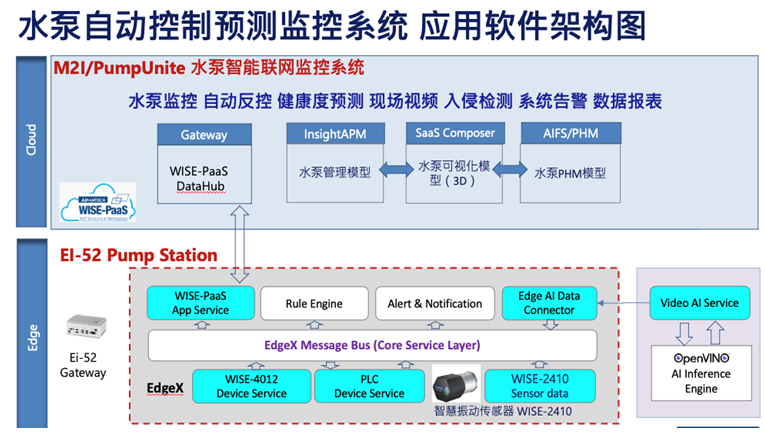 水泵自动控制预测监控系统 应用软件架构图
M2I/PumpUnite 水泵智能联网监控系统
水泵监控 自动反控 健康度预测 现场视频 入侵检测 系统告警 数据报表
Cloud
Gateway
WISE-PaaS
DataHub
InsightAPM
水泵管理模型
SaaS Composer
水泵可视化模
型（3D）
AIFS/PHM
水泵PHM模型
ADVANTECH
WISE-PaaS
EI-52 Pump Station
Edge
Ei-52
Gateway
WISE-PaaS
App Service
Rule Engine
Alert & Notification
Edge AI Data
Connector
Video AI Service
EdgeX Message Bus (Core Service Layer)
OpenVINO
AI Inference
Engine
EdgeX
WISE-4012
Device Service
PLC
Device Service
WISE-2410
Sensor data
智慧振动传感器 WISE-2410